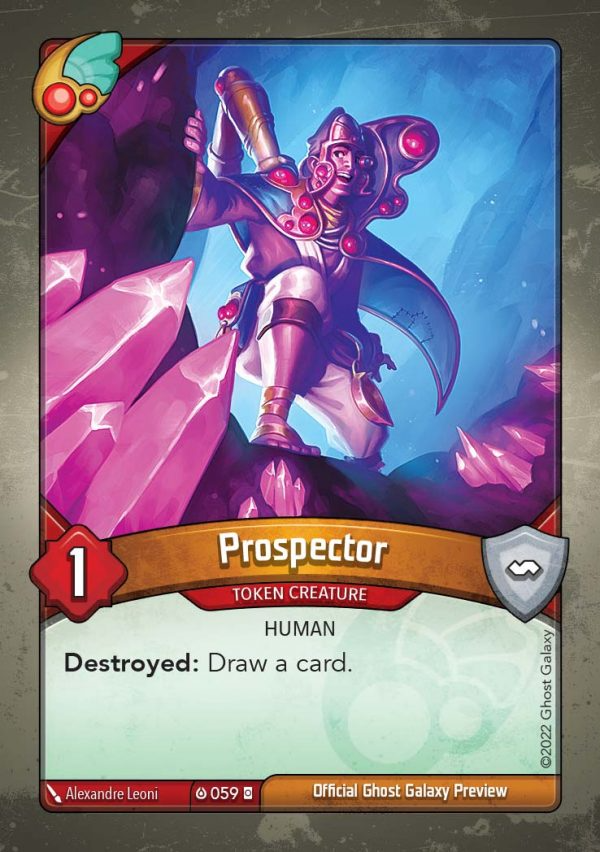 Prospector
1
TOKEN CREATURE
HUMAN
Destroyed: Draw a card.
©2022 Ghost Galaxy
Alexandre Leoni
059
Official Ghost Galaxy Preview